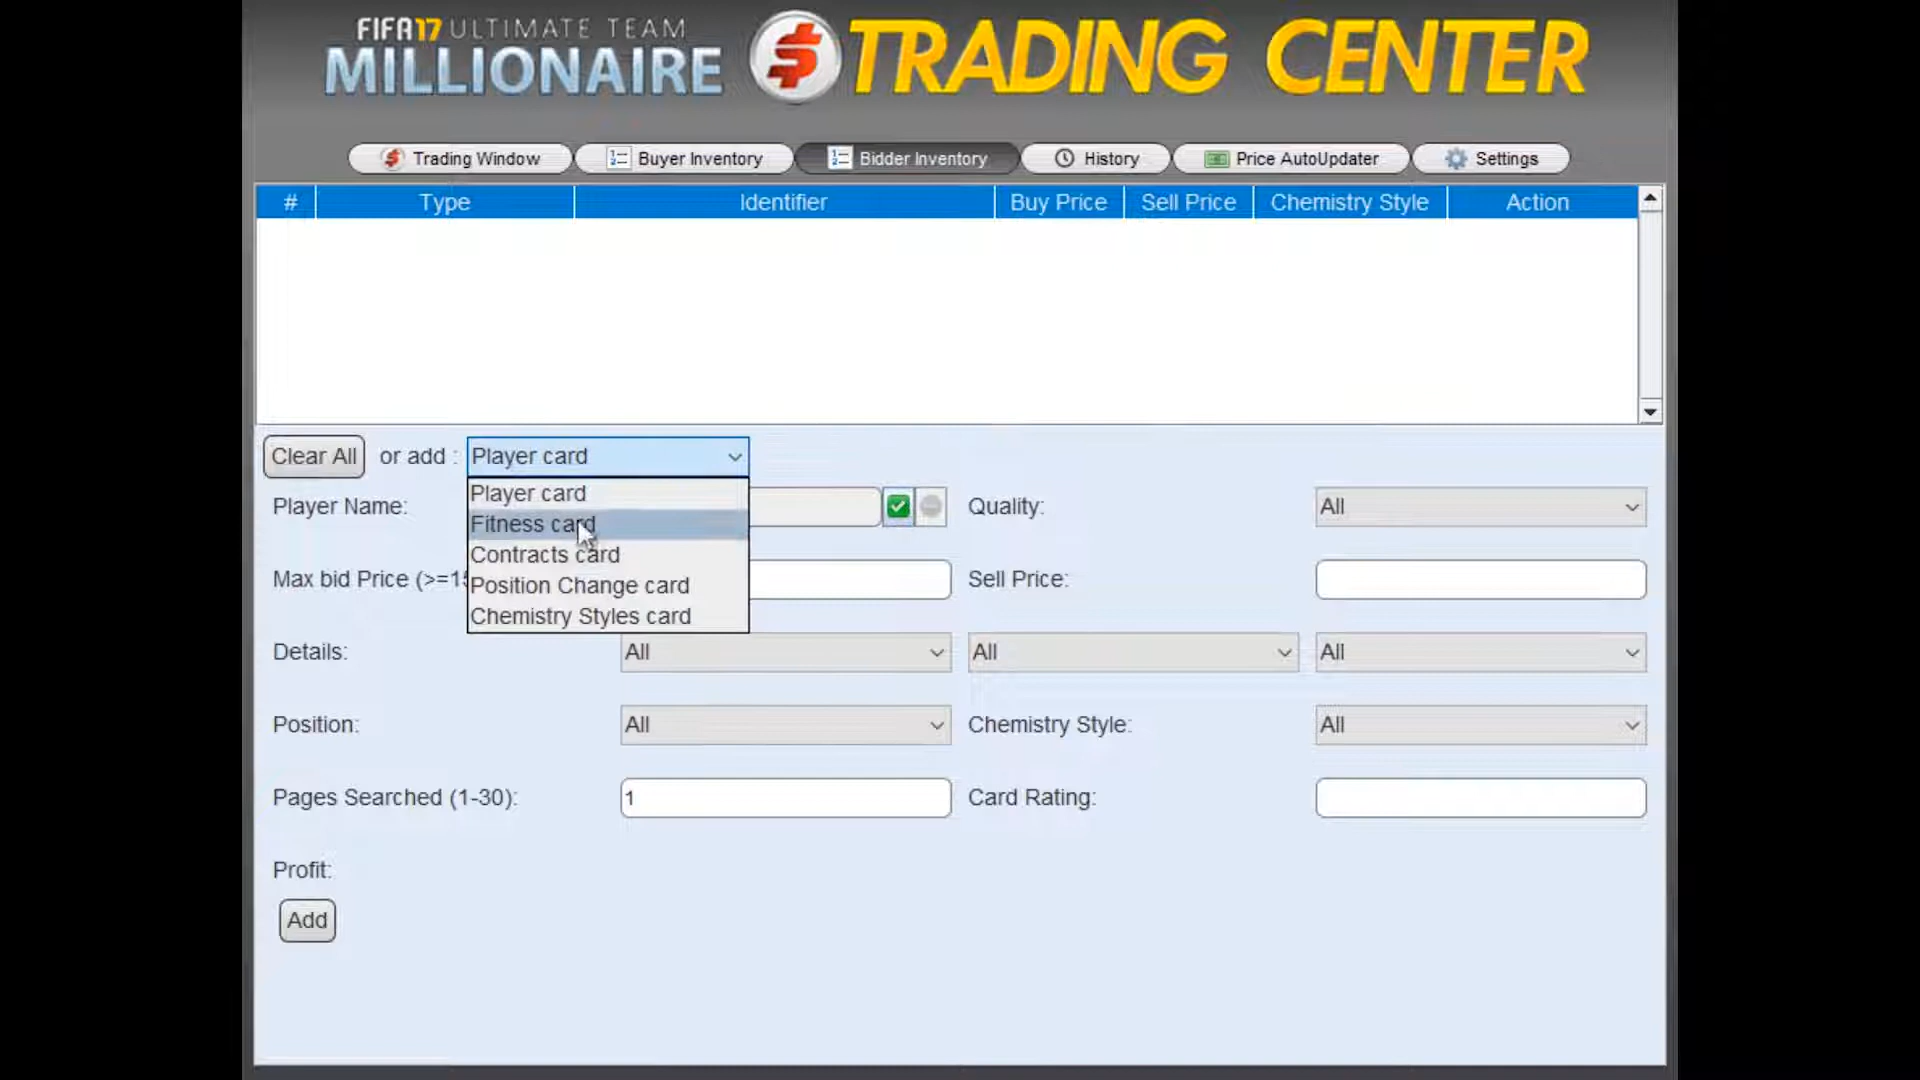 FIFA17 ULTIMATE TEAM
MILLIONAIRE $ TRADING CENTER
Trading Window Buyer Inventory Bidder Inventory History Price AutoUpdater Settings
# Type Identifier Buy Price Sell Price Chemistry Style Action
Clear All or add : Player card
Player card
Fitness card
Contracts card
Position Change card
Chemistry Styles card
Player Name: Quality: All
Max bid Price (>=15 Sell Price:
Details: All All All
Position: All Chemistry Style: All
Pages Searched (1-30): 1 Card Rating:
Profit:
Add